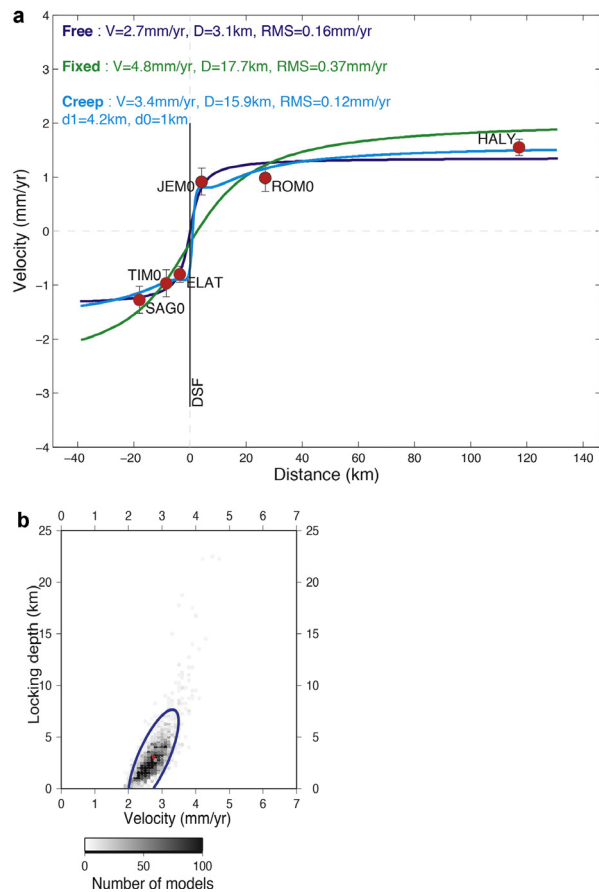 a
Free : V=2.7mm/yr, D=3.1km, RMS=0.16mm/yr
Fixed : V=4.8mm/yr, D=17.7km, RMS=0.37mm/yr
Creep : V=3.4mm/yr, D=15.9km, RMS=0.12mm/yr
d1=4.2km, d0=1km
4
3
2
1
0
−1
−2
−3
−4
Velocity (mm/yr)
HALY
JEM0
ROM0
TIM0
ELAT
SAG0
DSF
−40 −20 0 20 40 60 80 100 120 140
Distance (km)
b
0 1 2 3 4 5 6 7
25 25
20 20
15 15
10 10
5 5
0 0
Locking depth (km)
0 1 2 3 4 5 6 7
Velocity (mm/yr)
0 50 100
Number of models